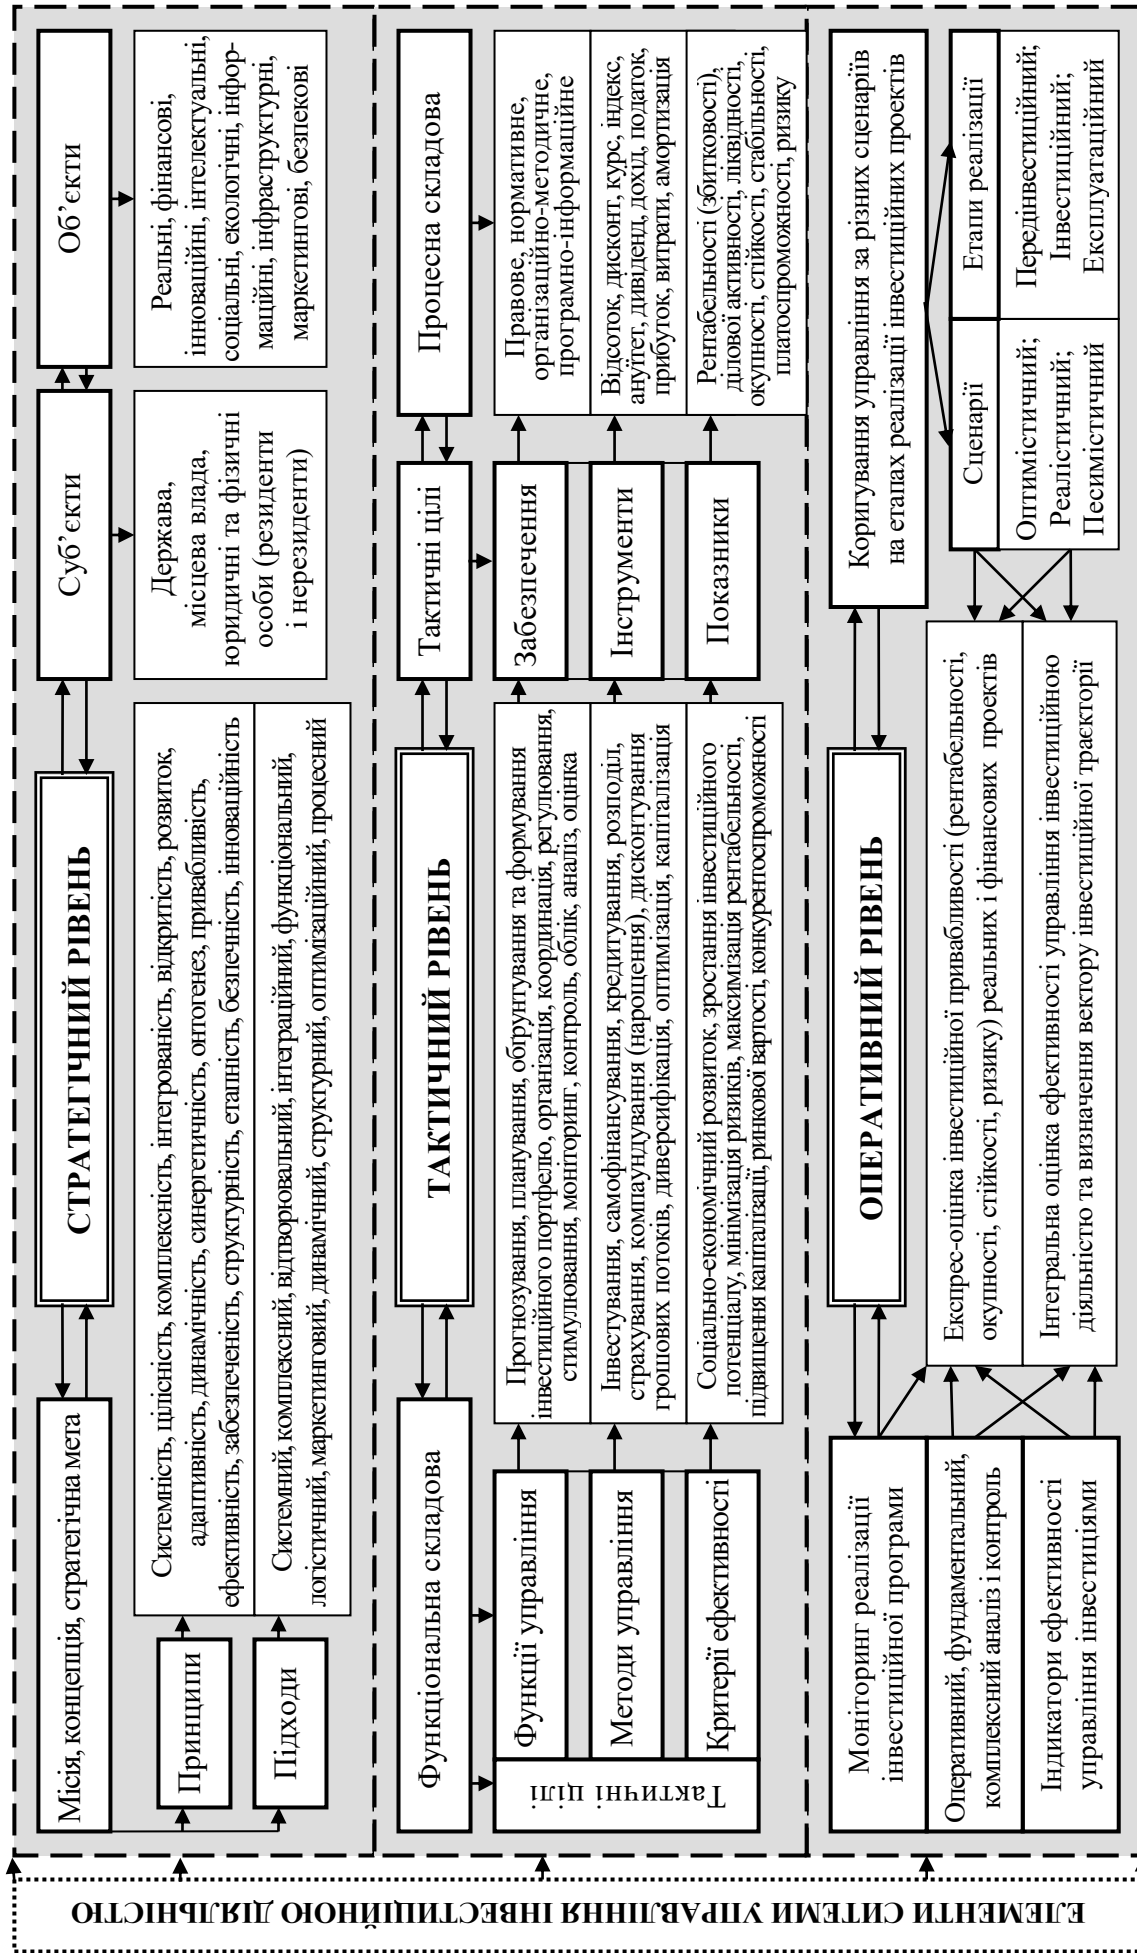 ЕЛЕМЕНТИ СИТЕМИ УПРАВЛІННЯ ІНВЕСТИЦІЙНОЮ ДІЯЛЬНІСТЮ
СТРАТЕГІЧНИЙ РІВЕНЬ
Місія, концепція, стратегічна мета
Суб’єкти
Об’єкти
Принципи
Системність, цілісність, комплексність, інтегрованість, відкритість, розвиток,
адаптивність, динамічність, синергетичність, онтогенез, привабливість,
ефективність, забезпеченість, структурність, етапність, безпечність, інноваційність
Підходи
Системний, комплексний, відтворювальний, інтеграційний, функціональний,
логістичний, маркетинговий, динамічний, структурний, оптимізаційний, процесний
Держава,
місцева влада,
юридичні та фізичні
особи (резиденти
і нерезиденти)
Реальні, фінансові,
інноваційні, інтелектуальні,
соціальні, екологічні, інфор-
маційні, інфраструктурні,
маркетингові, безпекові
ТАКТИЧНИЙ РІВЕНЬ
Функціональна складова
Тактичні цілі
Процесна складова
Тактичні цілі
Функції управління
Прогнозування, планування, обґрунтування та формування
інвестиційного портфелю, організація, координація, регулювання,
стимулювання, моніторинг, контроль, облік, аналіз, оцінка
Забезпечення
Правове, нормативне,
організаційно-методичне,
програмно-інформаційне
Методи управління
Інвестування, самофінансування, кредитування, розподіл,
страхування, компаундування (нарощення), дисконтування
грошових потоків, диверсифікація, оптимізація, капіталізація
Інструменти
Відсоток, дисконт, курс, індекс,
ануїтет, дивіденд, дохід, податок,
прибуток, витрати, амортизація
Критерії ефективності
Соціально-економічний розвиток, зростання інвестиційного
потенціалу, мінімізація ризиків, максимізація рентабельності,
підвищення капіталізації, ринкової вартості, конкурентоспроможності
Показники
Рентабельності (збитковості),
ділової активності, ліквідності,
окупності, стійкості, стабільності,
платоспроможності, ризику
ОПЕРАТИВНИЙ РІВЕНЬ
Моніторинг реалізації
інвестиційної програми
Оперативний, фундаментальний,
комплексний аналіз і контроль
Індикатори ефективності
управління інвестиціями
Експрес-оцінка інвестиційної привабливості (рентабельності,
окупності, стійкості, ризику) реальних і фінансових проектів
Інтегральна оцінка ефективності управління інвестиційною
діяльністю та визначення вектору інвестиційної траєкторії
Коригування управління за різних сценаріїв
на етапах реалізації інвестиційних проектів
Сценарії
Оптимістичний;
Реалістичний;
Песимістичний
Етапи реалізації
Передінвестиційний;
Інвестиційний;
Експлуатаційний